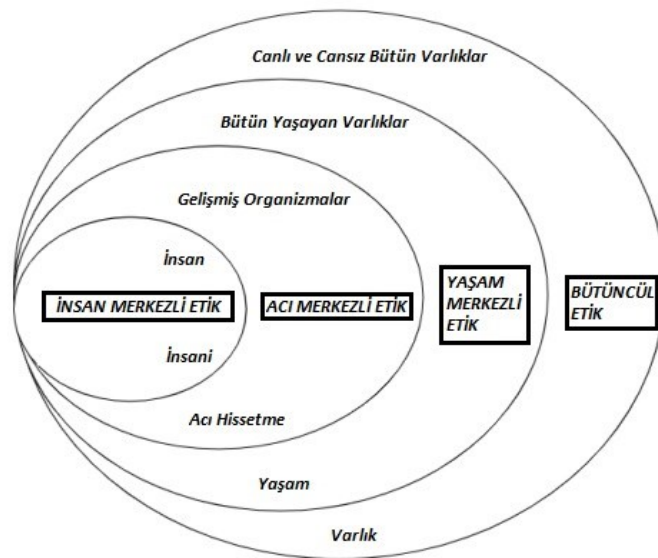 Canlı ve Cansız Bütün Varlıklar
Bütün Yaşayan Varlıklar
Gelişmiş Organizmalar
İnsan
İNSAN MERKEZLİ ETİK
ACI MERKEZLİ ETİK
YAŞAM
MERKEZLİ
ETİK
BÜTÜNCÜL
ETİK
İnsani
Acı Hissetme
Yaşam
Varlık